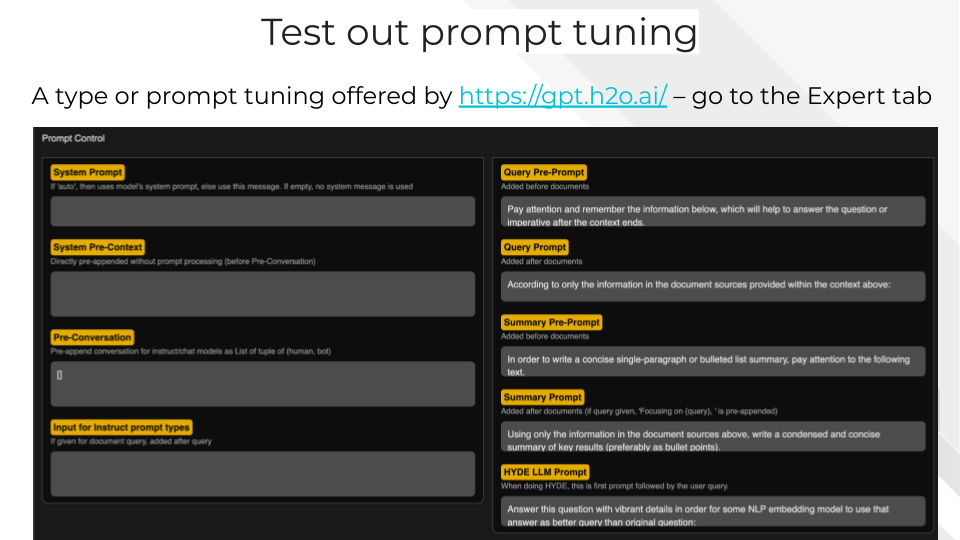 Test out prompt tuning
A type or prompt tuning offered by https://gpt.h2o.ai/ – go to the Expert tab
Prompt Control
System Prompt
If 'auto', then uses model's system prompt, else use this message. If empty, no system message is used
System Pre-Context
Directly pre-appended without prompt processing (before Pre-Conversation)
Pre-Conversation
Pre-append conversation for instruct/chat models as List of tuple of (human, bot)
[]
Input for Instruct prompt types
If given for document query, added after query
Query Pre-Prompt
Added before documents
Pay attention and remember the information below, which will help to answer the question or
imperative after the context ends.
Query Prompt
Added after documents
According to only the information in the document sources provided within the context above:
Summary Pre-Prompt
Added before documents
In order to write a concise single-paragraph or bulleted list summary, pay attention to the following
text.
Summary Prompt
Added after documents (if query given, 'Focusing on {query}, ' is pre-appended)
Using only the information in the document sources above, write a condensed and concise
summary of key results (preferably as bullet points).
HYDE LLM Prompt
When doing HYDE, this is first prompt followed by the user query.
Answer this question with vibrant details in order for some NLP embedding model to use that
answer as better query than original question: